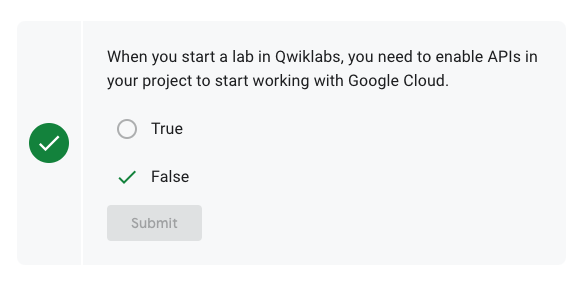 When you start a lab in Qwiklabs, you need to enable APIs in
your project to start working with Google Cloud.
True
False
Submit